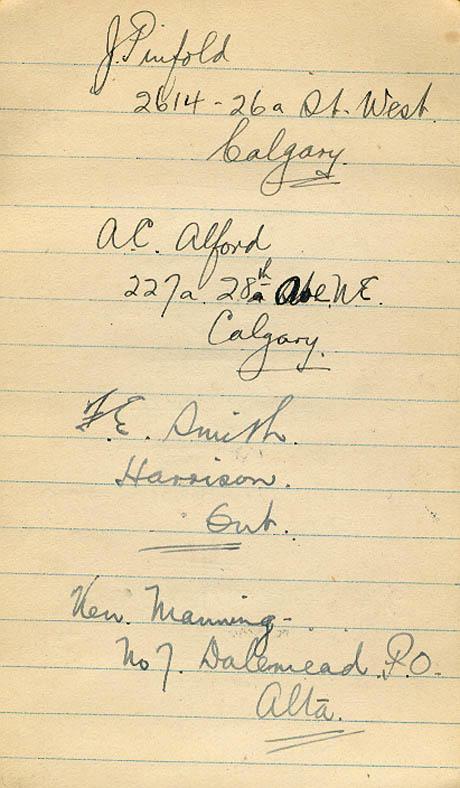 J. Pinfold
2614-26a St. West.
Calgary.
A.C. Alford
227a. 28th Ave. N.E.
Calgary.
F.E. Smith.
Harrison.
Ont.
Ken. Manning-
No 7. Dalemead. P.O.
Alta.